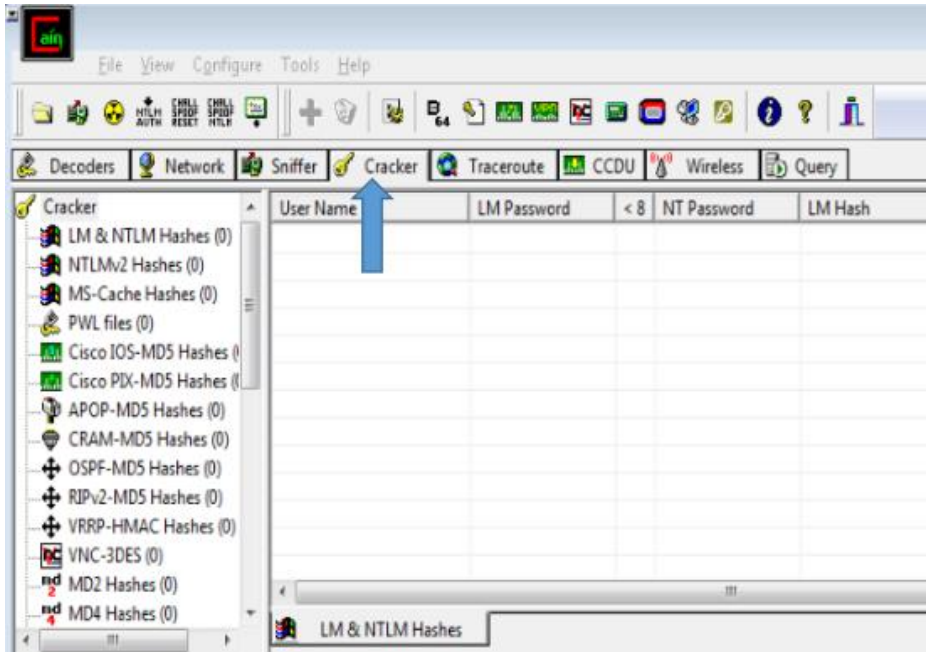 Cain
File View Configure Tools Help
NTLM AUTH CHALL SPOOF RESET CHALL SPOOF NTLM B64
Decoders Network Sniffer Cracker Traceroute CCDU Wireless Query
Cracker
LM & NTLM Hashes (0)
NTLMv2 Hashes (0)
MS-Cache Hashes (0)
PWL files (0)
Cisco IOS-MD5 Hashes (
Cisco PIX-MD5 Hashes (
APOP-MD5 Hashes (0)
CRAM-MD5 Hashes (0)
OSPF-MD5 Hashes (0)
RIPv2-MD5 Hashes (0)
VRRP-HMAC Hashes (0)
VNC-3DES (0)
MD2 Hashes (0)
MD4 Hashes (0)
User Name LM Password < 8 NT Password LM Hash
LM & NTLM Hashes